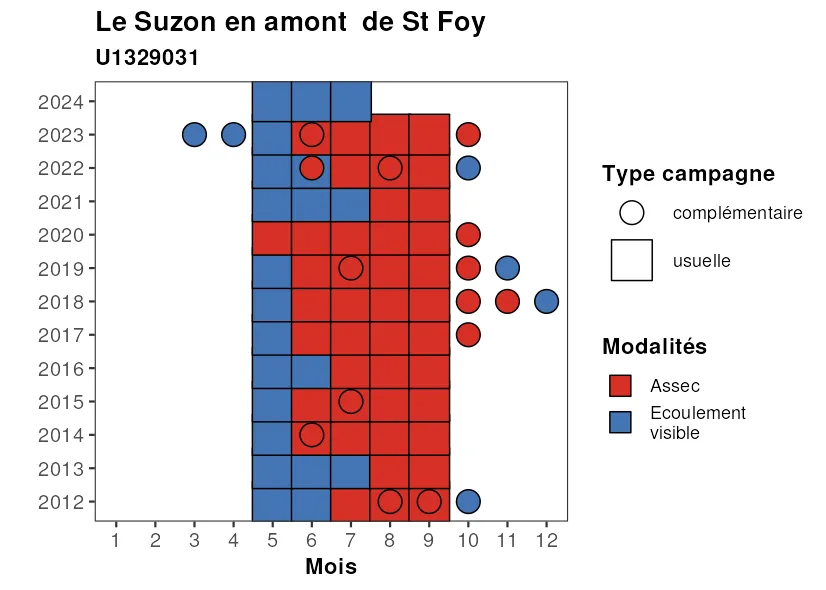 Le Suzon en amont  de St Foy
U1329031
2024
2023
2022
2021
2020
2019
2018
2017
2016
2015
2014
2013
2012
1 2 3 4 5 6 7 8 9 10 11 12
Mois
Type campagne
complémentaire
usuelle
Modalités
Assec
Ecoulement
visible